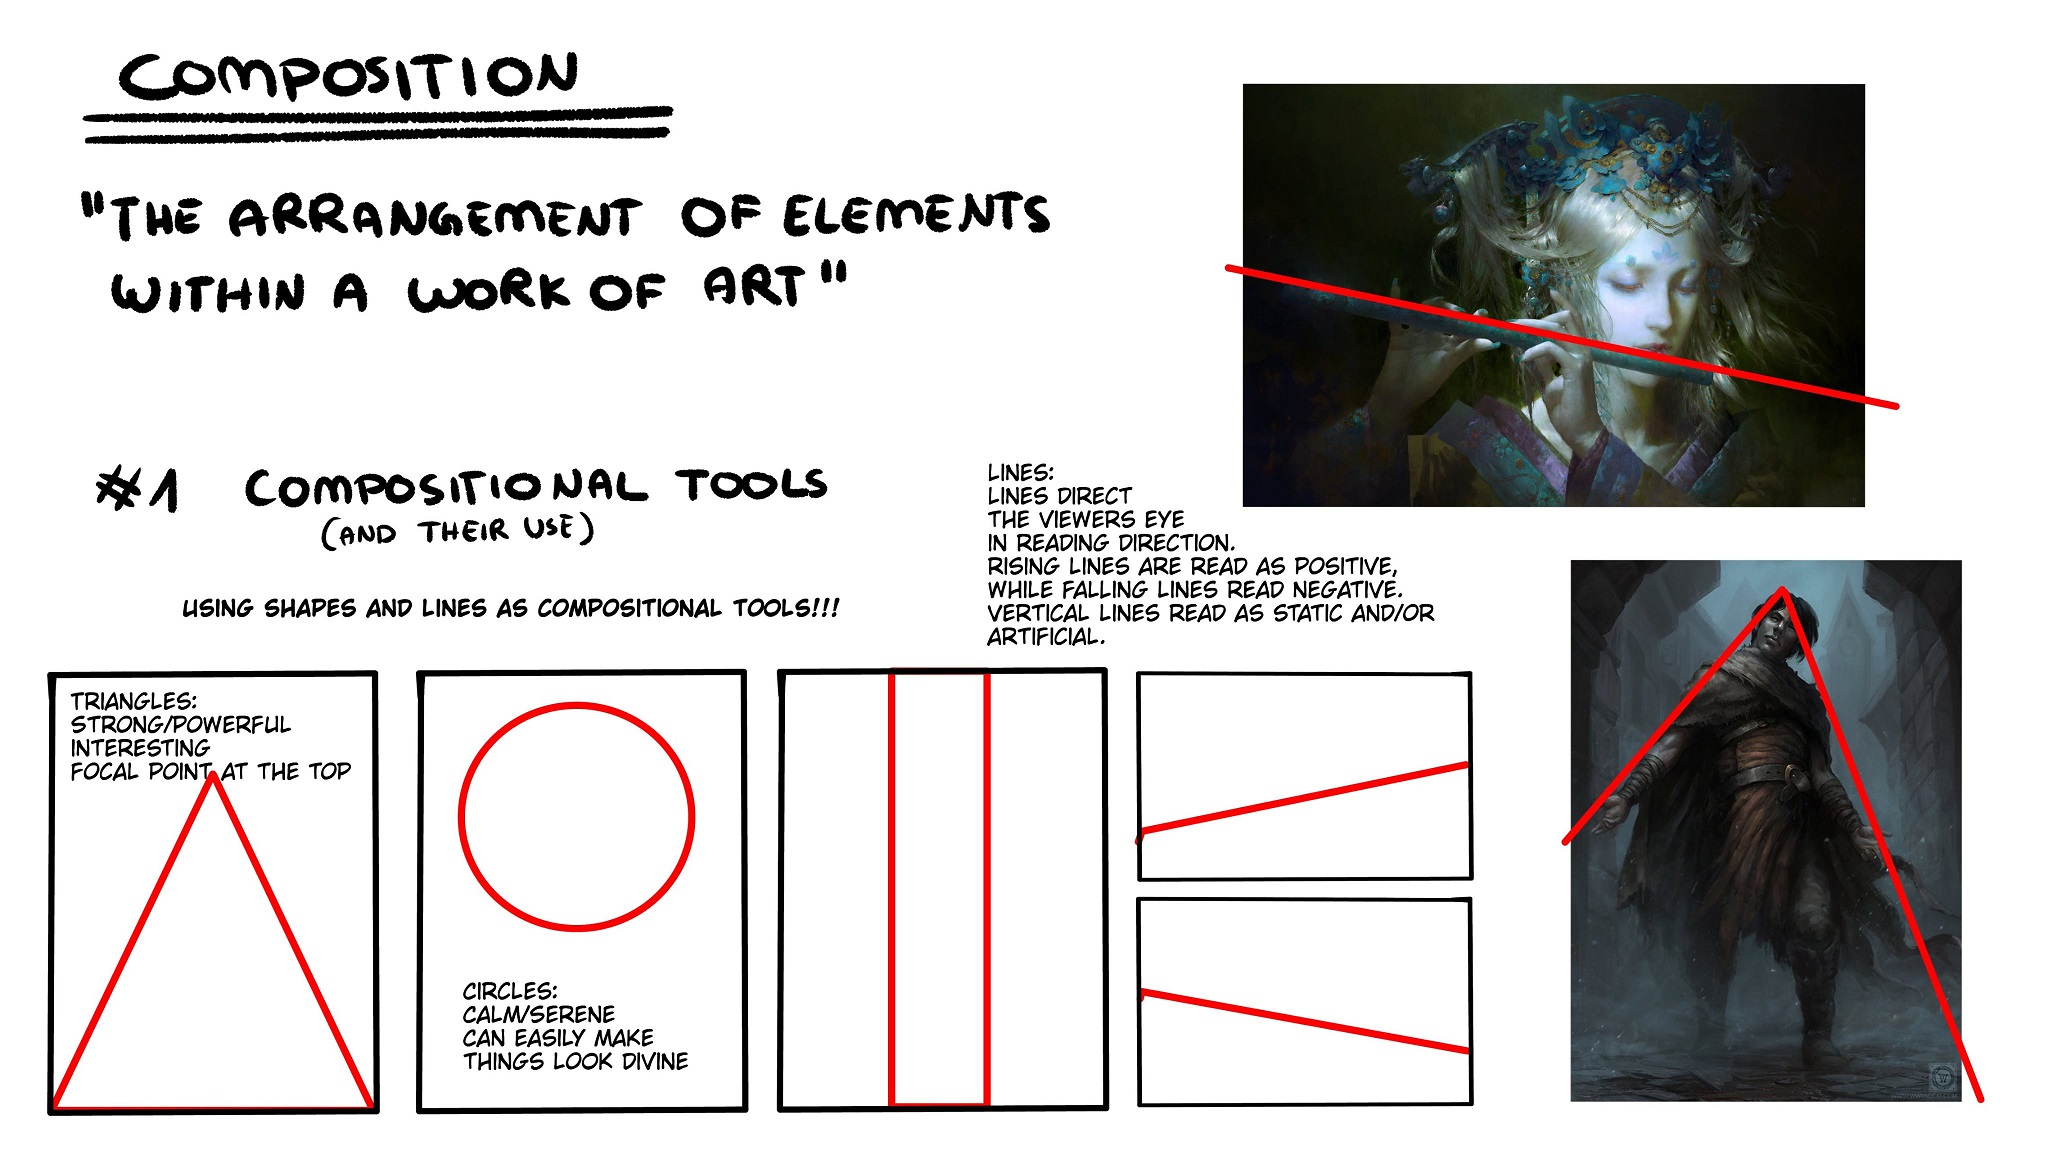 COMPOSITION
"THE ARRANGEMENT OF ELEMENTS
WITHIN A WORK OF ART"
#1 COMPOSITIONAL TOOLS
(AND THEIR USE)
USING SHAPES AND LINES AS COMPOSITIONAL TOOLS!!!
LINES:
LINES DIRECT
THE VIEWERS EYE
IN READING DIRECTION.
RISING LINES ARE READ AS POSITIVE,
WHILE FALLING LINES READ NEGATIVE.
VERTICAL LINES READ AS STATIC AND/OR
ARTIFICIAL.
TRIANGLES:
STRONG/POWERFUL
INTERESTING
FOCAL POINT AT THE TOP
CIRCLES:
CALM/SERENE
CAN EASILY MAKE
THINGS LOOK DIVINE